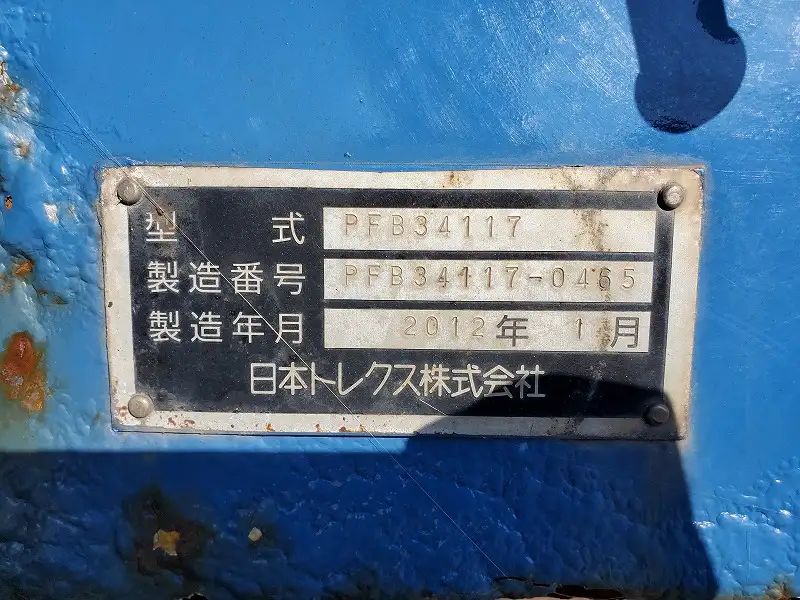 型 式 PFB34117
製造番号 PFB34117-0465
製造年月 2012年 1月
日本トレクス株式会社